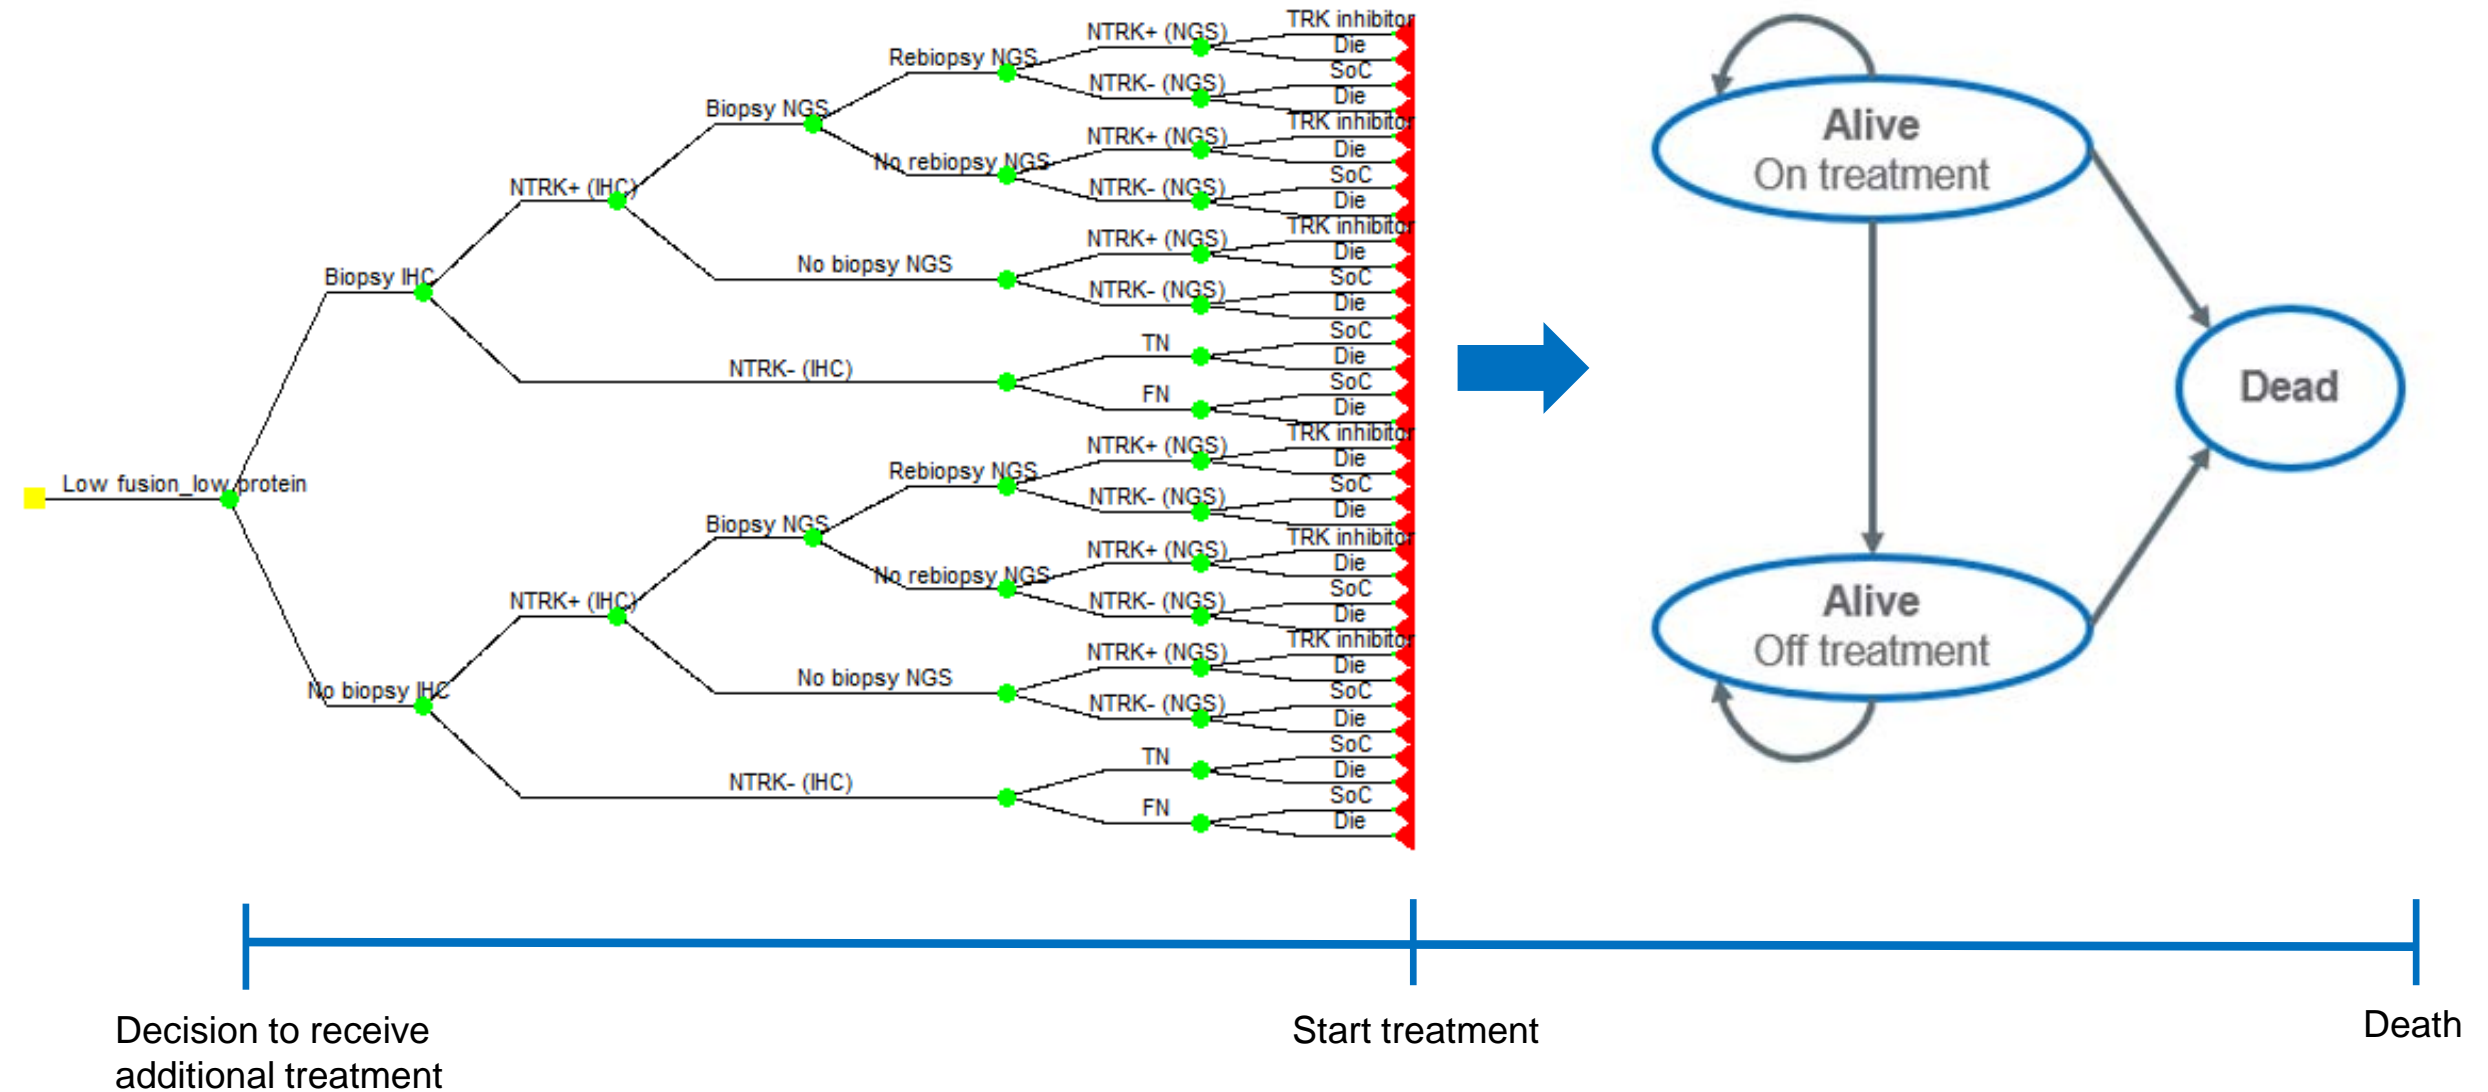 Low fusion_low protein
Biopsy IHC
No biopsy IHC
NTRK+ (IHC)
NTRK- (IHC)
NTRK+ (IHC)
NTRK- (IHC)
Biopsy NGS
No biopsy NGS
Biopsy NGS
No biopsy NGS
Rebiopsy NGS
No rebiopsy NGS
Rebiopsy NGS
No rebiopsy NGS
NTRK+ (NGS)
NTRK- (NGS)
NTRK+ (NGS)
NTRK- (NGS)
NTRK+ (NGS)
NTRK- (NGS)
TN
FN
NTRK+ (NGS)
NTRK- (NGS)
NTRK+ (NGS)
NTRK- (NGS)
NTRK+ (NGS)
NTRK- (NGS)
TN
FN
TRK inhibitor
Die
SoC
Die
TRK inhibitor
Die
SoC
Die
TRK inhibitor
Die
SoC
Die
SoC
Die
SoC
Die
TRK inhibitor
Die
SoC
Die
TRK inhibitor
Die
SoC
Die
TRK inhibitor
Die
SoC
Die
SoC
Die
SoC
Die
Alive
On treatment
Dead
Alive
Off treatment
Decision to receive
additional treatment
Start treatment
Death